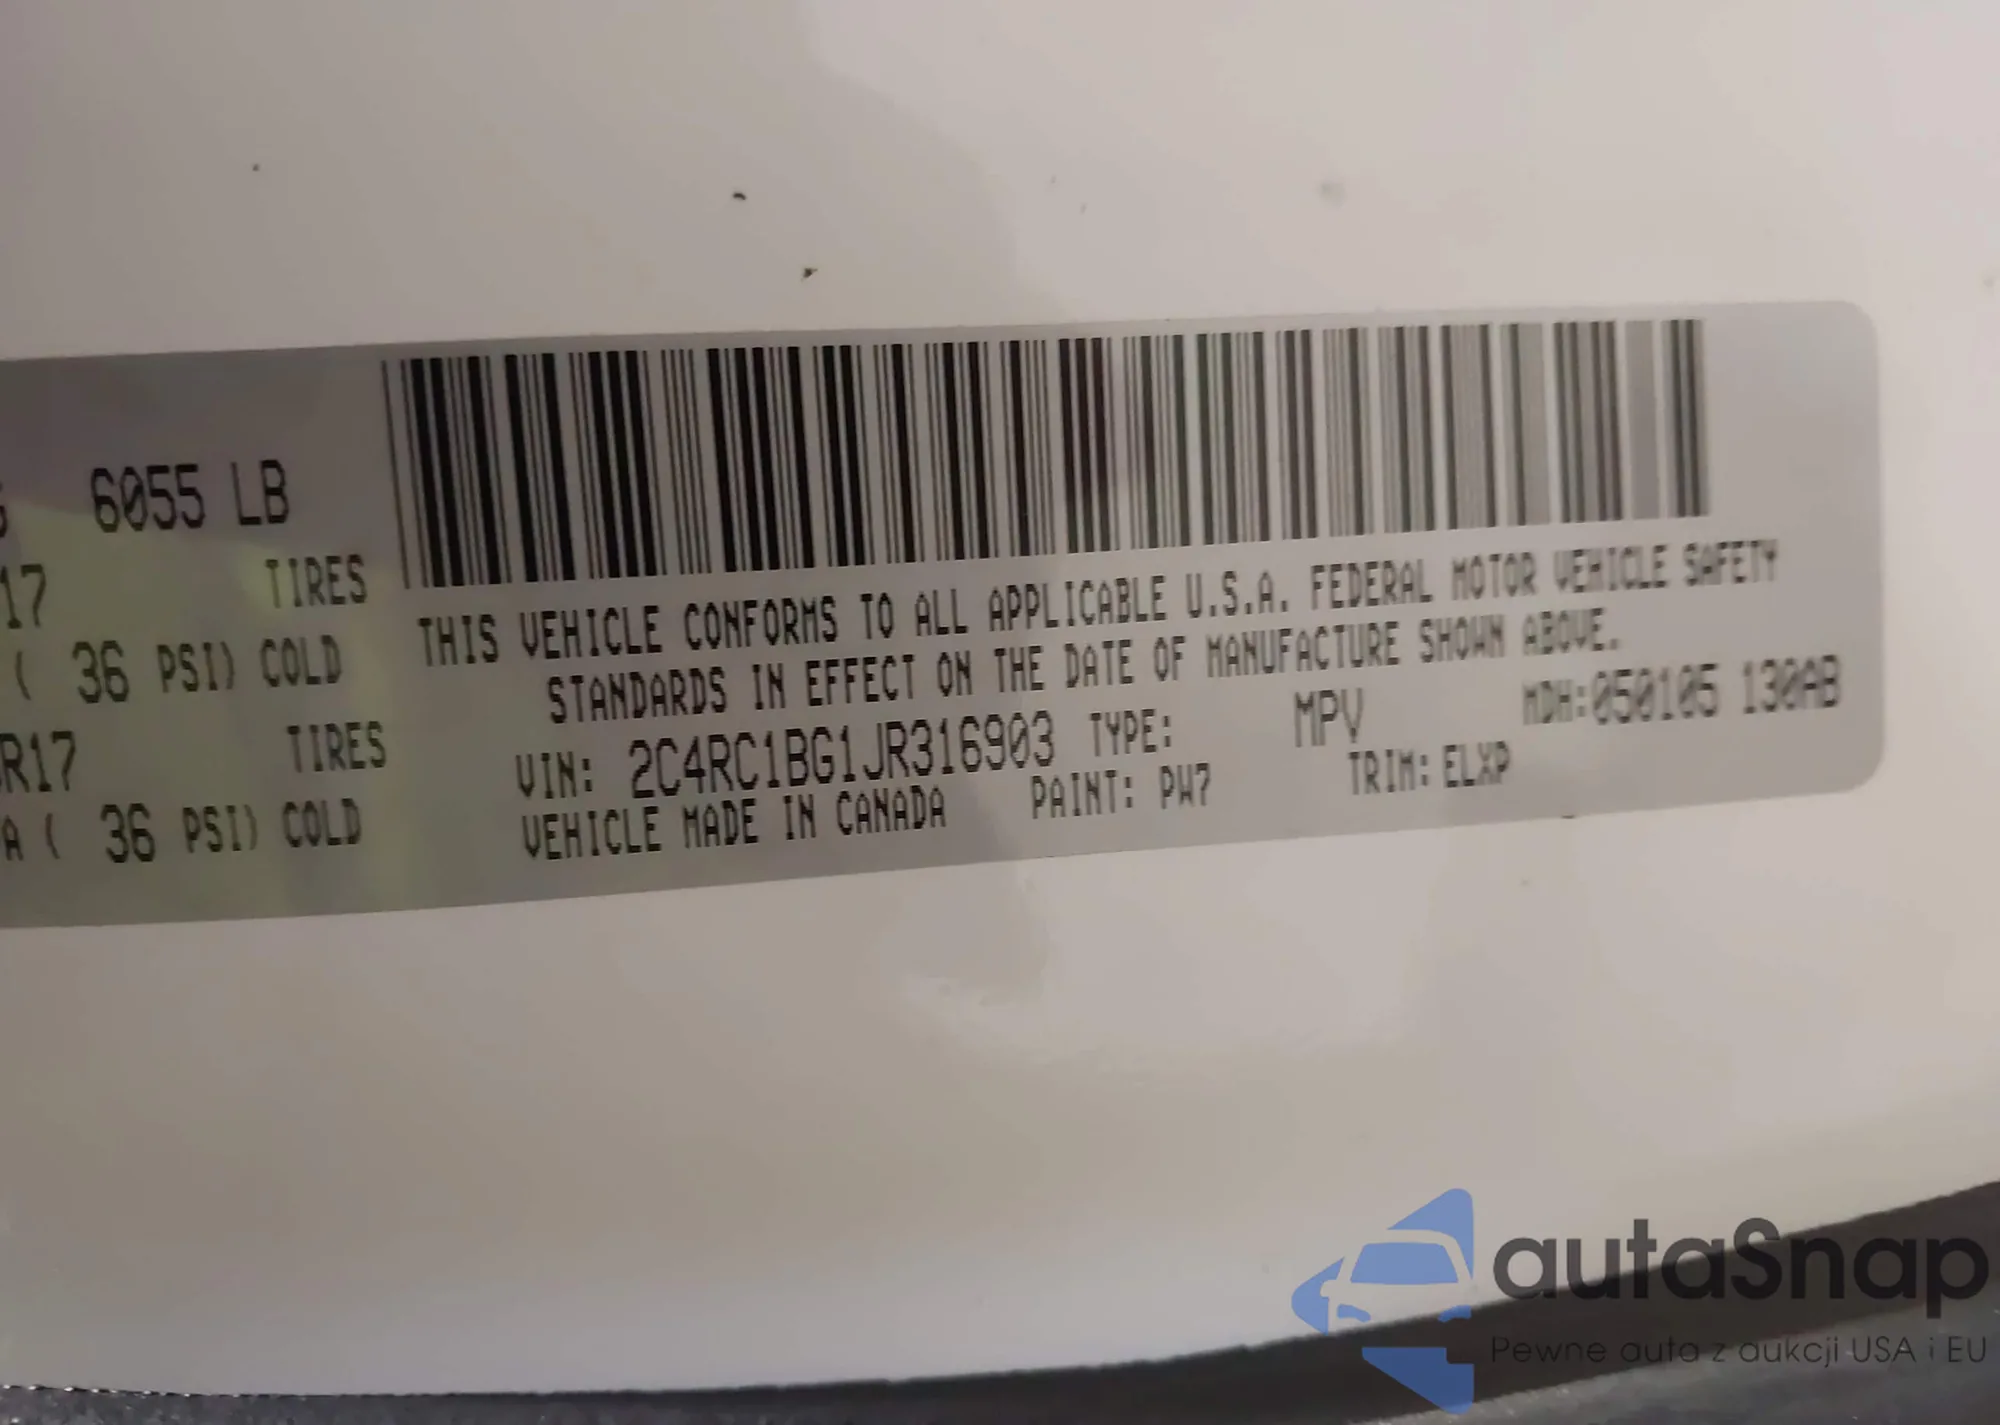 6055 LB
17 TIRES
( 36 PSI) COLD
R17 TIRES
A ( 36 PSI) COLD
THIS VEHICLE CONFORMS TO ALL APPLICABLE U.S.A. FEDERAL MOTOR VEHICLE SAFETY
STANDARDS IN EFFECT ON THE DATE OF MANUFACTURE SHOWN ABOVE.
VIN: 2C4RC1BG1JR316903 TYPE: MPV MDH:050105 130AB
VEHICLE MADE IN CANADA PAINT: PW7 TRIM: ELXP
autaSnap
Pewne auta z aukcji USA i EU